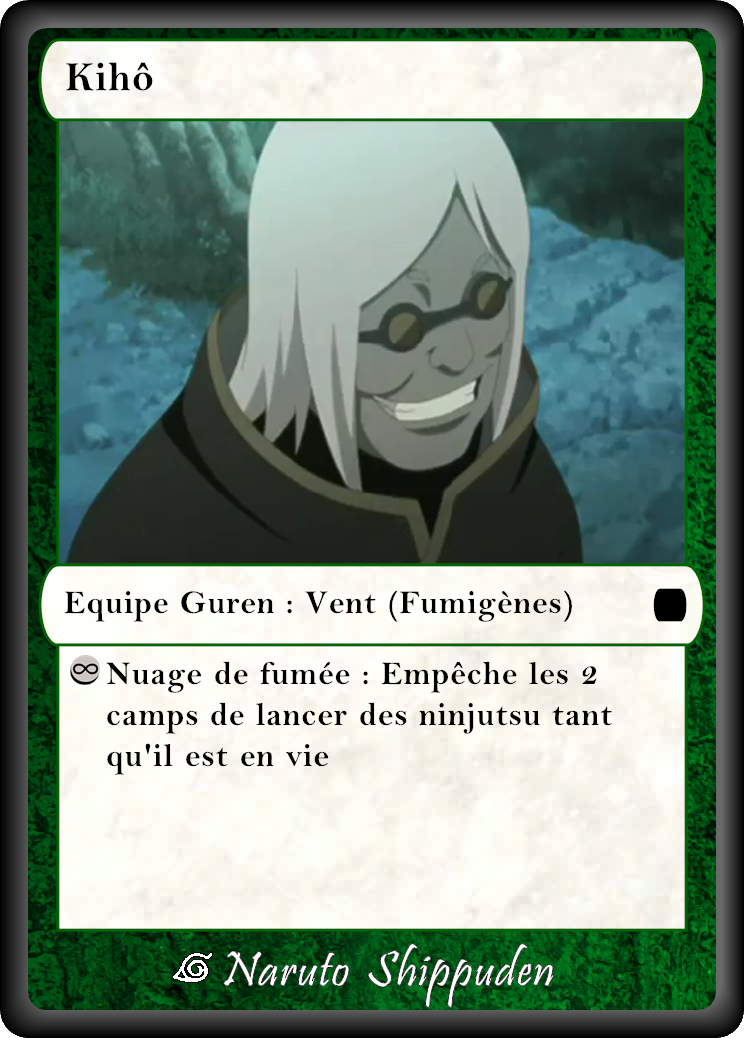 Kihô
Equipe Guren : Vent (Fumigènes)
Nuage de fumée : Empêche les 2
camps de lancer des ninjutsu tant
qu'il est en vie
Naruto Shippuden